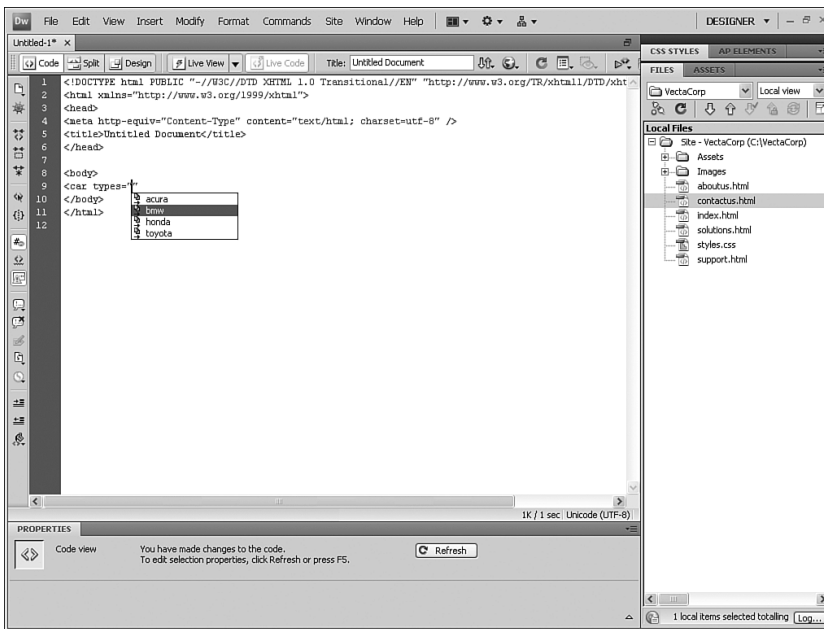 Dw File Edit View Insert Modify Format Commands Site Window Help DESIGNER
Untitled-1* ×
Code Split Design Live View Live Code Title: Untitled Document
1 <!DOCTYPE html PUBLIC "-//W3C//DTD XHTML 1.0 Transitional//EN" "http://www.w3.org/TR/xhtml1/DTD/xht
2 <html xmlns="http://www.w3.org/1999/xhtml">
3 <head>
4 <meta http-equiv="Content-Type" content="text/html; charset=utf-8" />
5 <title>Untitled Document</title>
6 </head>
7
8 <body>
9 <car types=""
acura
10 </body>
bmw
11 </html>
honda
12
toyota
1K / 1 sec Unicode (UTF-8)
PROPERTIES
Code view
You have made changes to the code.
To edit selection properties, click Refresh or press F5.
Refresh
CSS STYLES AP ELEMENTS
FILES ASSETS
VectaCorp Local view
Local Files
Site - VectaCorp (C:\VectaCorp)
Assets
Images
aboutus.html
contactus.html
index.html
solutions.html
styles.css
support.html
1 local items selected totalling Log...